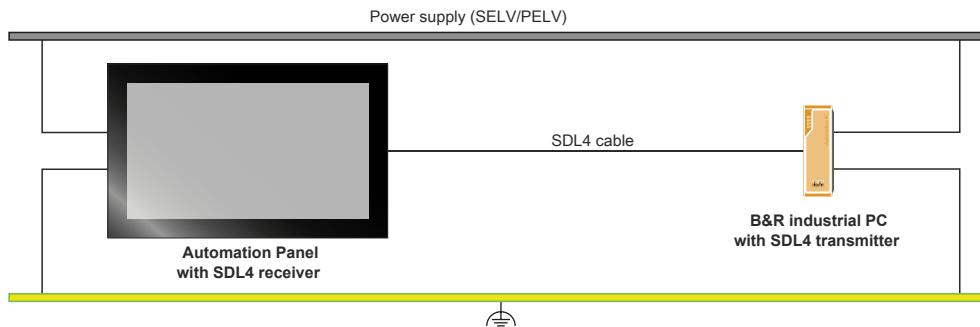 Power supply (SELV/PELV)
SDL4 cable
Automation Panel
with SDL4 receiver
B&R industrial PC
with SDL4 transmitter